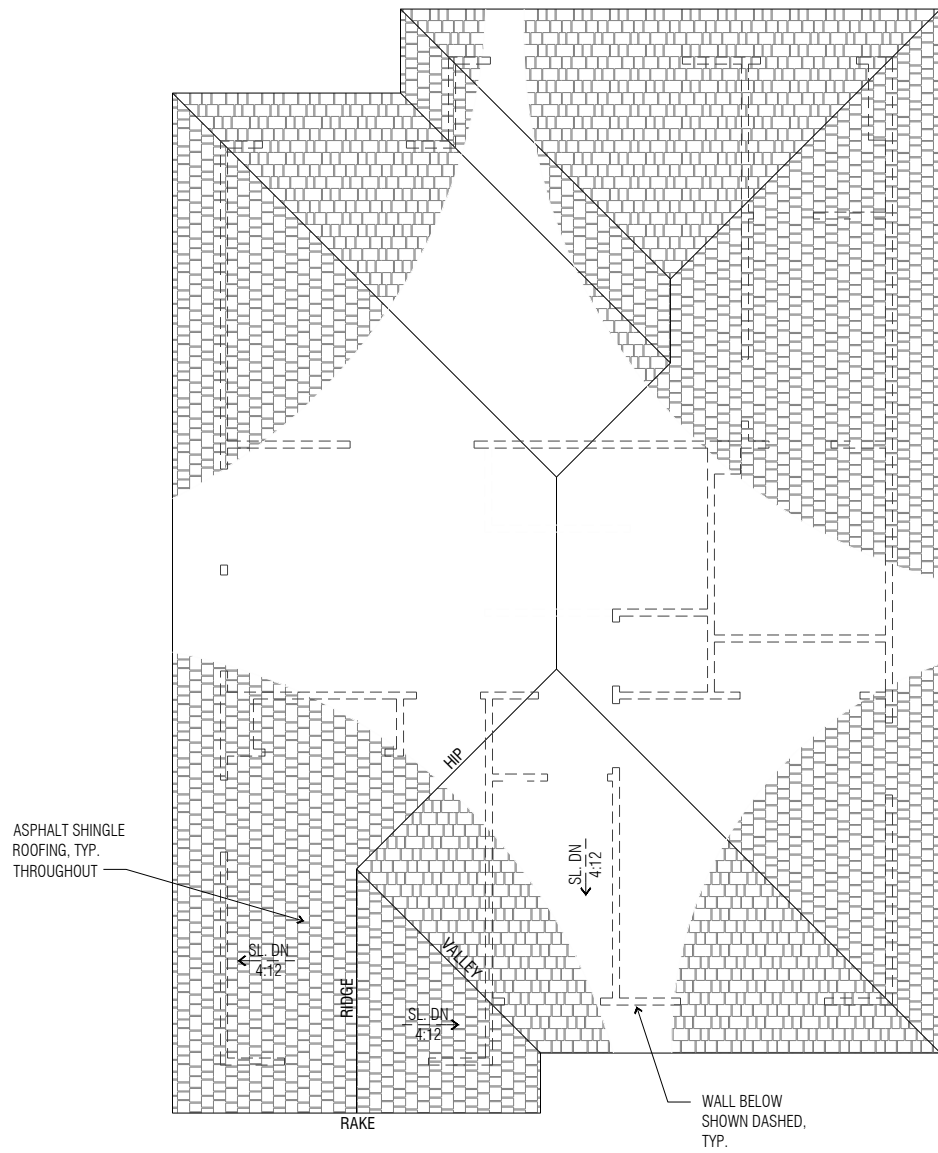 HIP
ASPHALT SHINGLE
ROOFING, TYP.
THROUGHOUT
SL. DN
4:12
SL. DN
4:12
VALLEY
RIDGE
SL. DN
4:12
RAKE
WALL BELOW
SHOWN DASHED,
TYP.